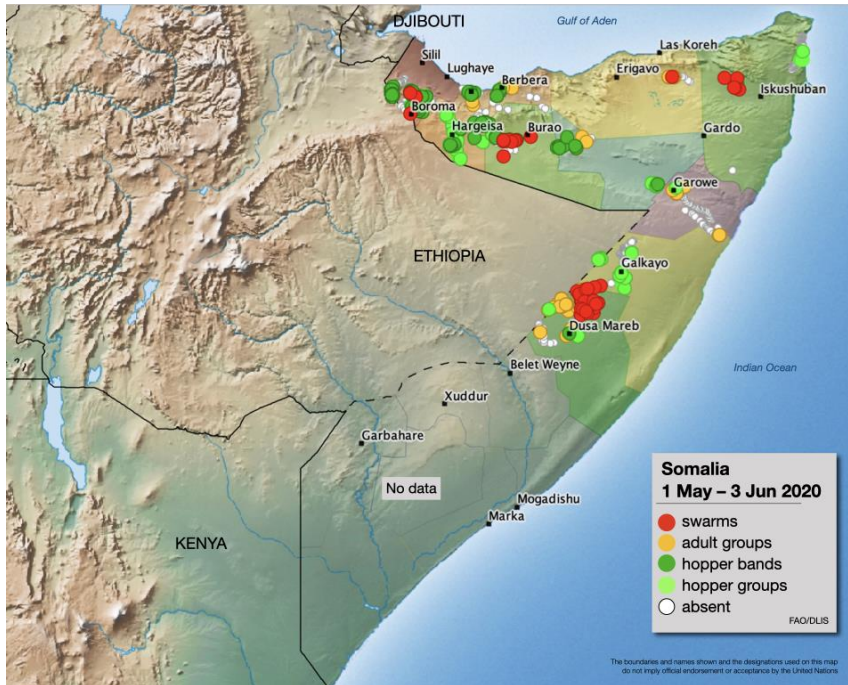 DJIBOUTI
Gulf of Aden
Silil
Las Koreh
Lughaye
Berbera
Erigavo
Iskushuban
Boroma
Hargeisa
Burao
Gardo
Garowe
ETHIOPIA
Galkayo
Dusa Mareb
Belet Weyne
Indian Ocean
Xuddur
Garbahare
No data
Mogadishu
Marka
KENYA
Somalia
1 May – 3 Jun 2020
swarms
adult groups
hopper bands
hopper groups
absent
FAO/DLIS
The boundaries and names shown and the designations used on this map
do not imply official endorsement or acceptance by the United Nations